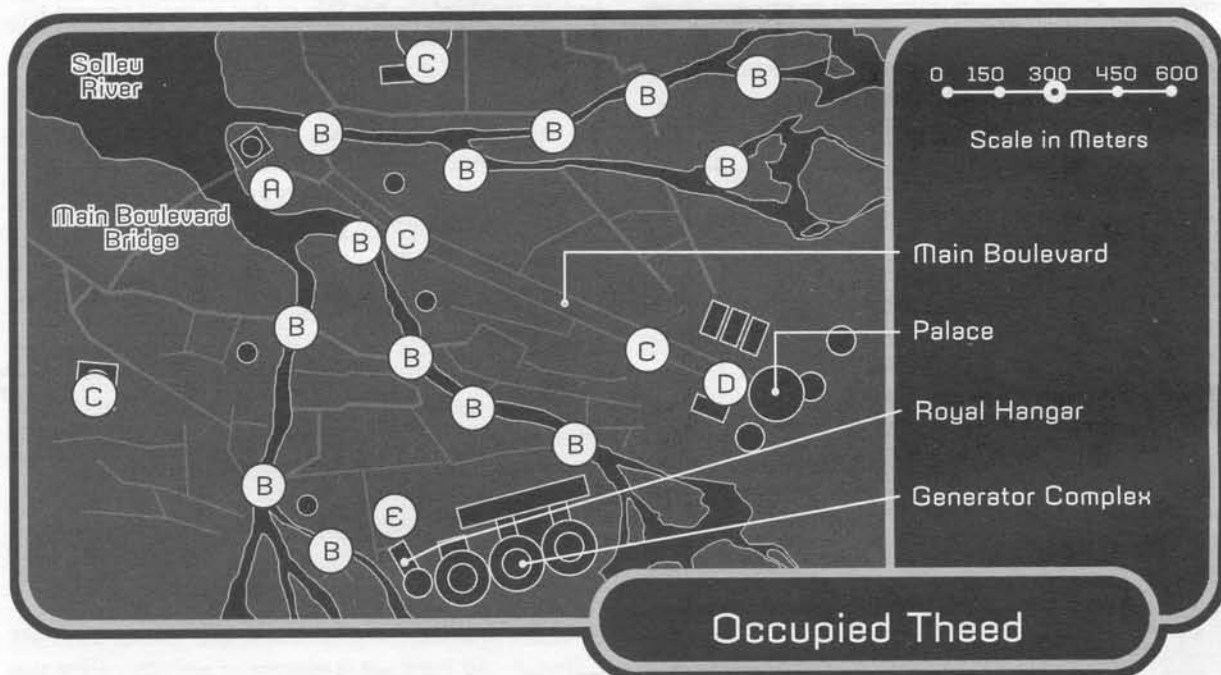 Solleu
River
Main Boulevard
Bridge
C
B
B
B
B
B
B
A
B
C
B
B
C
D
C
B
B
B
E
B
0 150 300 450 600
Scale in Meters
Main Boulevard
Palace
Royal Hangar
Generator Complex
Occupied Theed